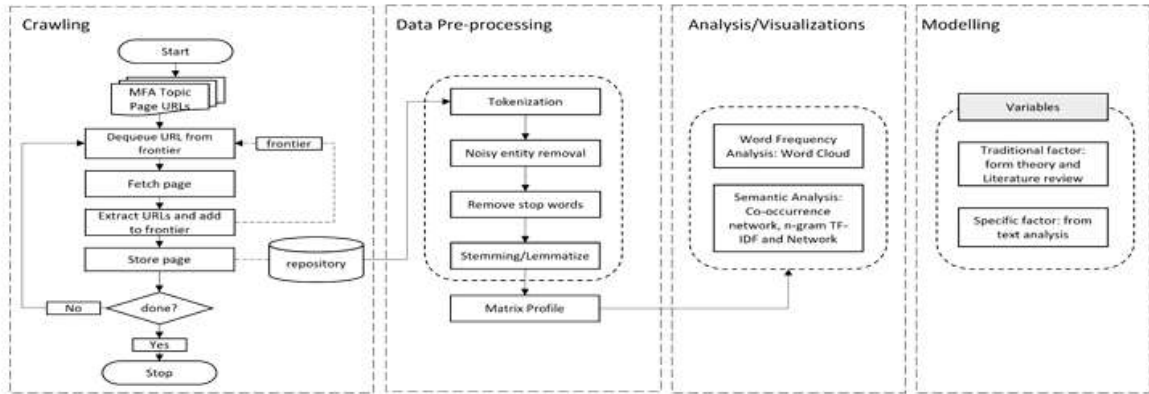 Crawling
Start
MFA Topic
Page URLs
Dequeue URL from
frontier
frontier
Fetch page
Extract URLs and add
to frontier
Store page
repository
No
done?
Yes
Stop
Data Pre-processing
Tokenization
Noisy entity removal
Remove stop words
Stemming/Lemmatize
Matrix Profile
Analysis/Visualizations
Word Frequency
Analysis: Word Cloud
Semantic Analysis:
Co-occurrence
network, n-gram TF-
IDF and Network
Modelling
Variables
Traditional factor:
form theory and
Literature review
Specific factor: from
text analysis